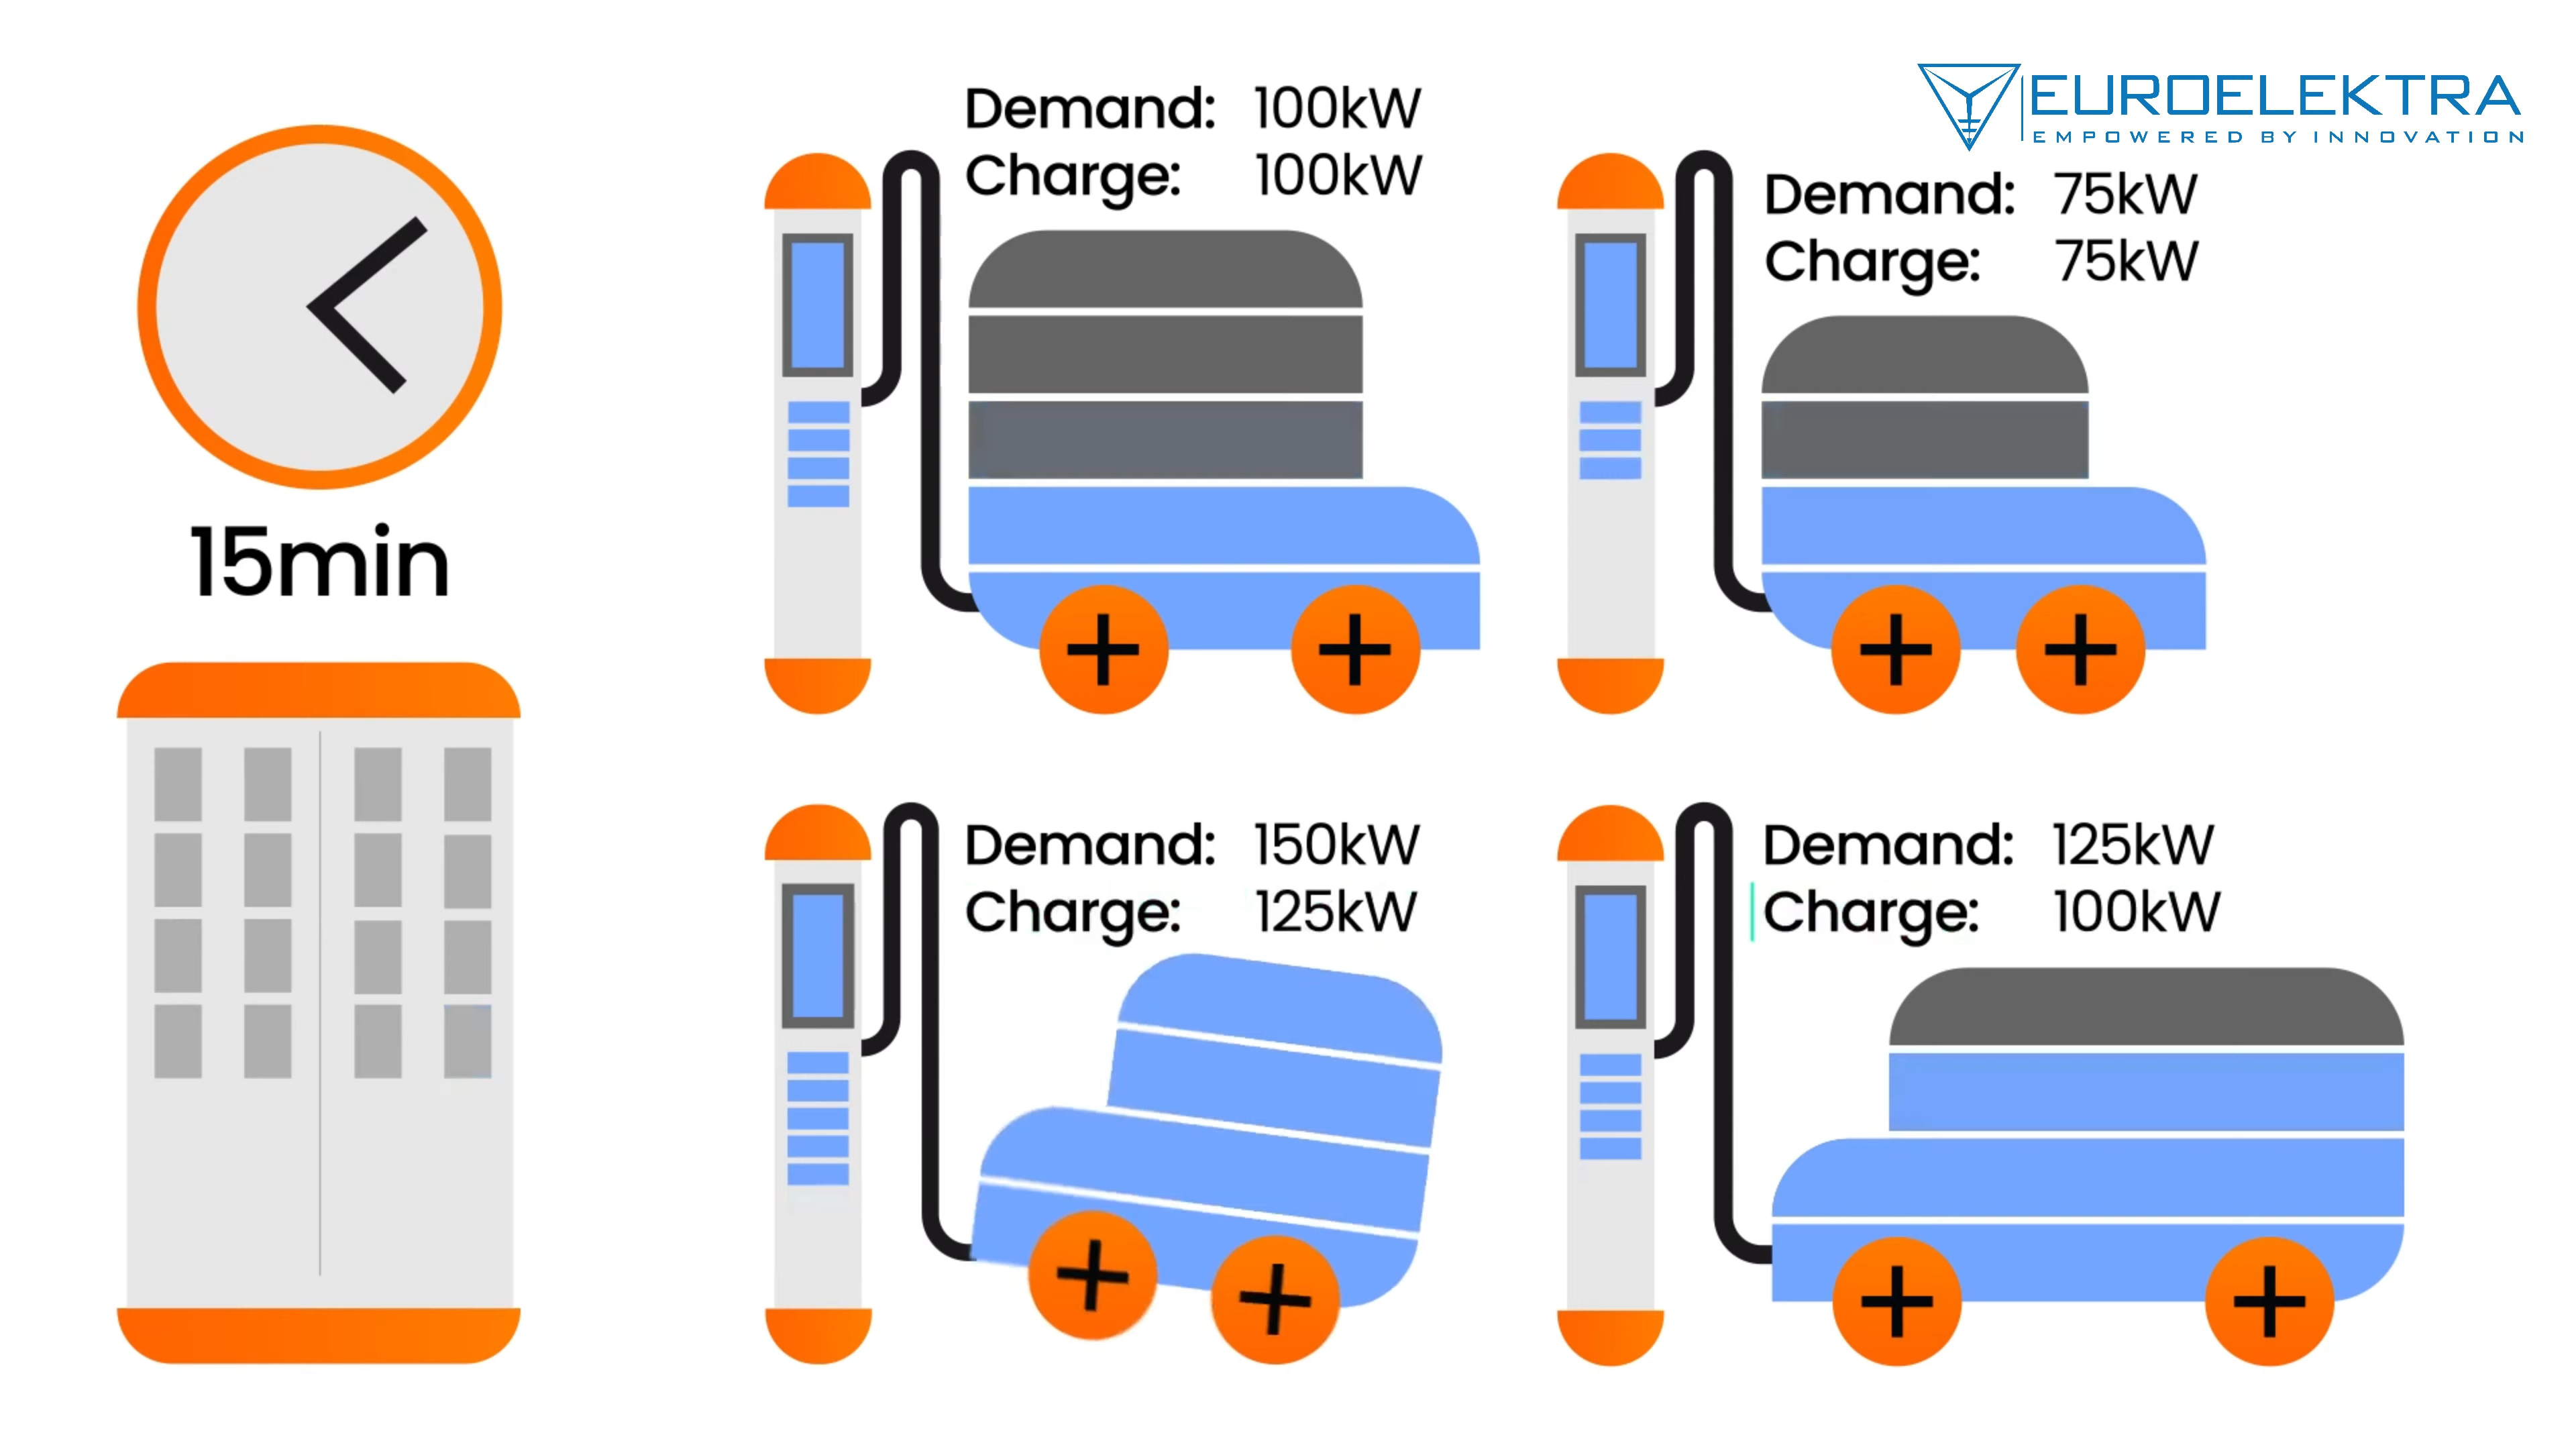 EUROELEKTRA
EMPOWERED BY INNOVATION
15min
Demand: 100kW
Charge: 100kW
Demand: 75kW
Charge: 75kW
Demand: 150kW
Charge: 125kW
Demand: 125kW
Charge: 100kW